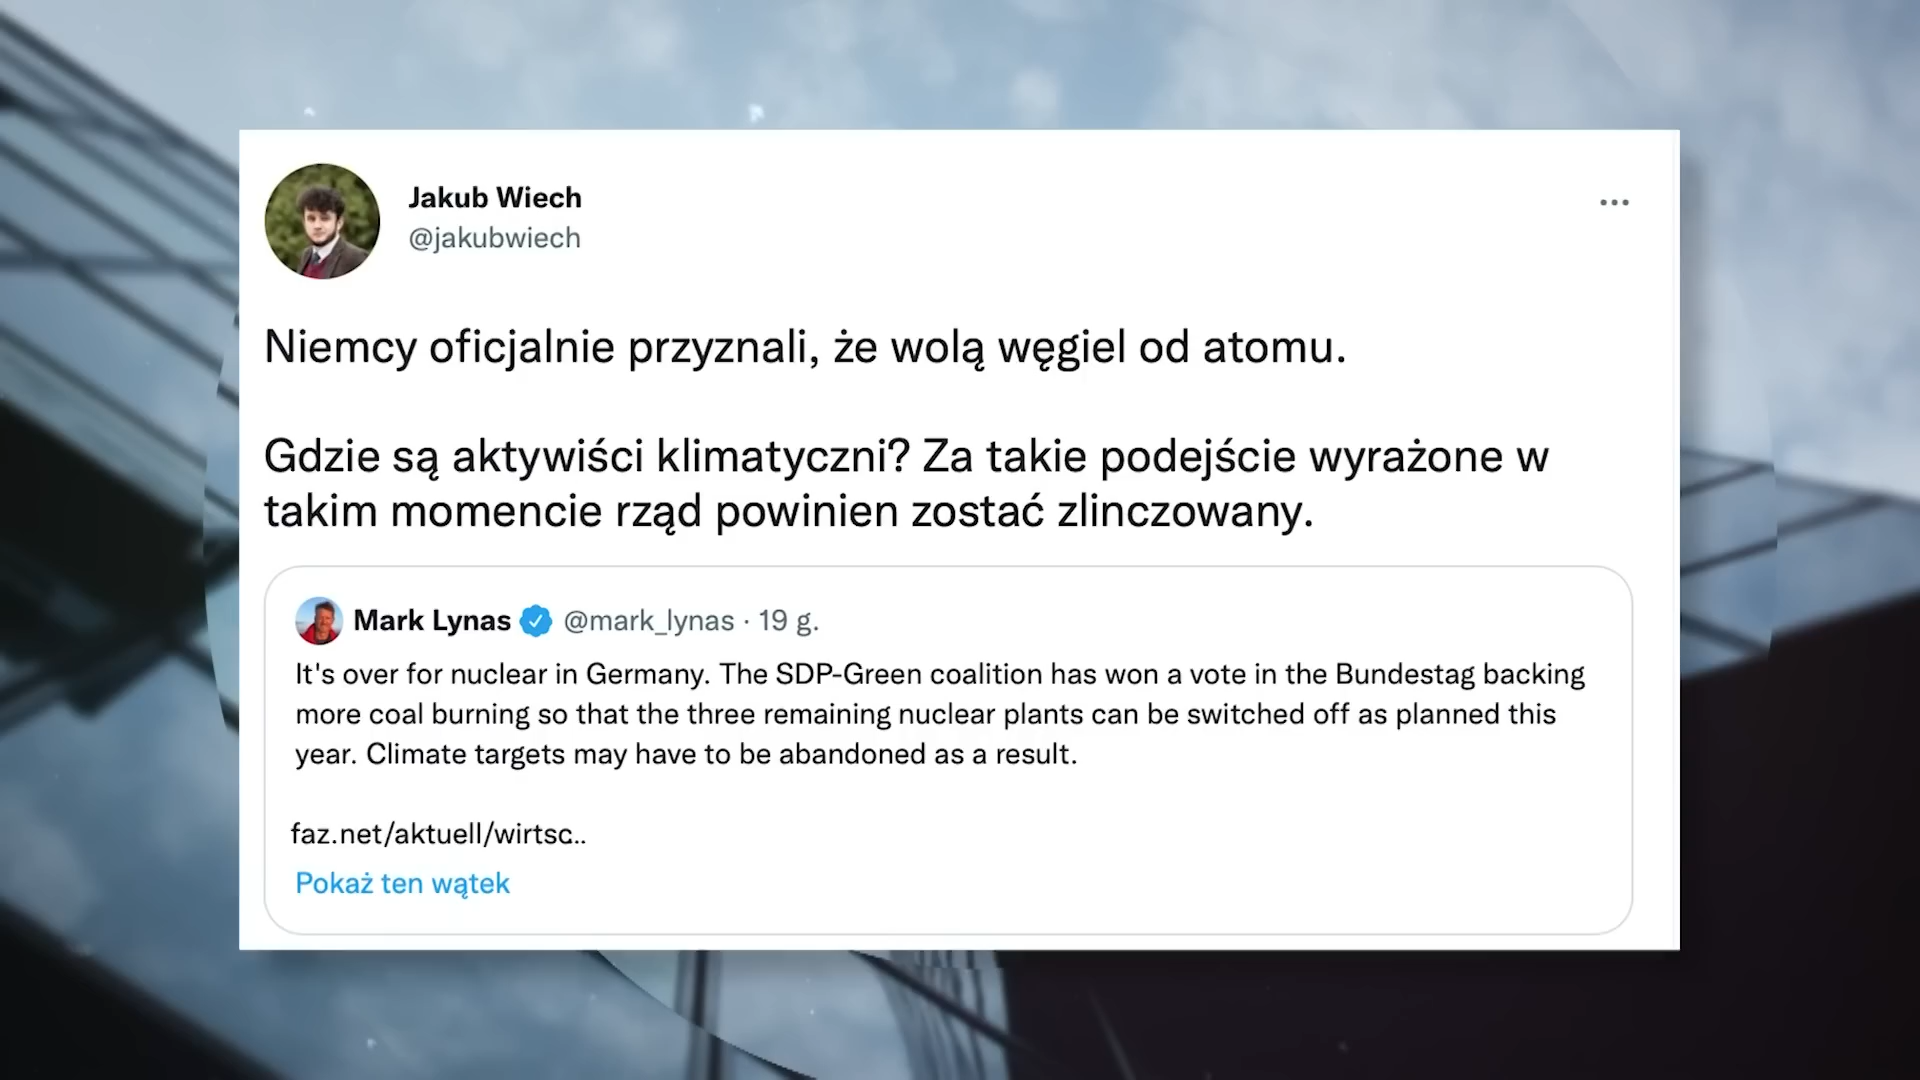 Jakub Wiech
@jakubwiech
Niemcy oficjalnie przyznali, że wolą węgiel od atomu.
Gdzie są aktywiści klimatyczni? Za takie podejście wyrażone w
takim momencie rząd powinien zostać zlinczowany.
Mark Lynas @mark_lynas · 19 g.
It's over for nuclear in Germany. The SDP-Green coalition has won a vote in the Bundestag backing
more coal burning so that the three remaining nuclear plants can be switched off as planned this
year. Climate targets may have to be abandoned as a result.
faz.net/aktuell/wirtsc...
Pokaż ten wątek